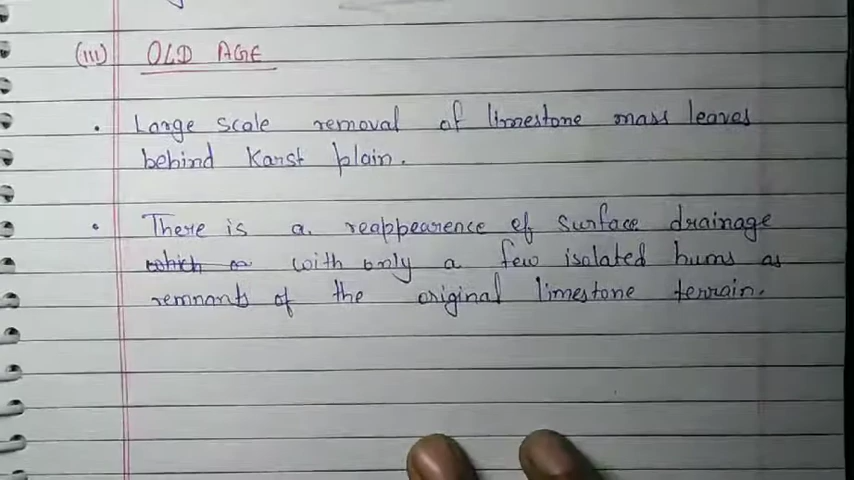 (iii) OLD AGE
• Large scale removal of limestone mass leaves
behind Karst plain.
• There is a reappearence of surface drainage
which a with only a few isolated hums as
remnants of the original limestone terrain.